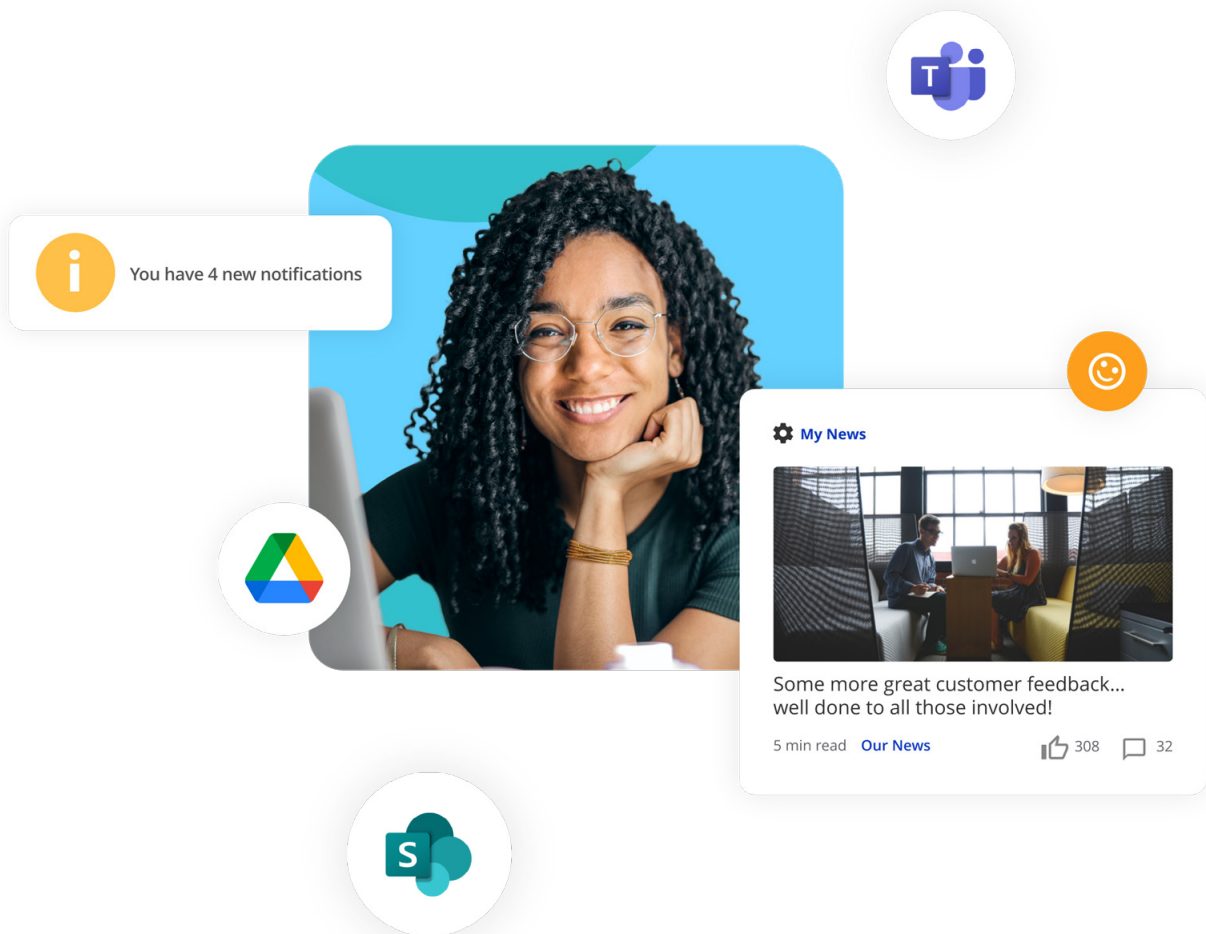 T
i
You have 4 new notifications
My News
Some more great customer feedback...
well done to all those involved!
5 min read Our News 308 32
S